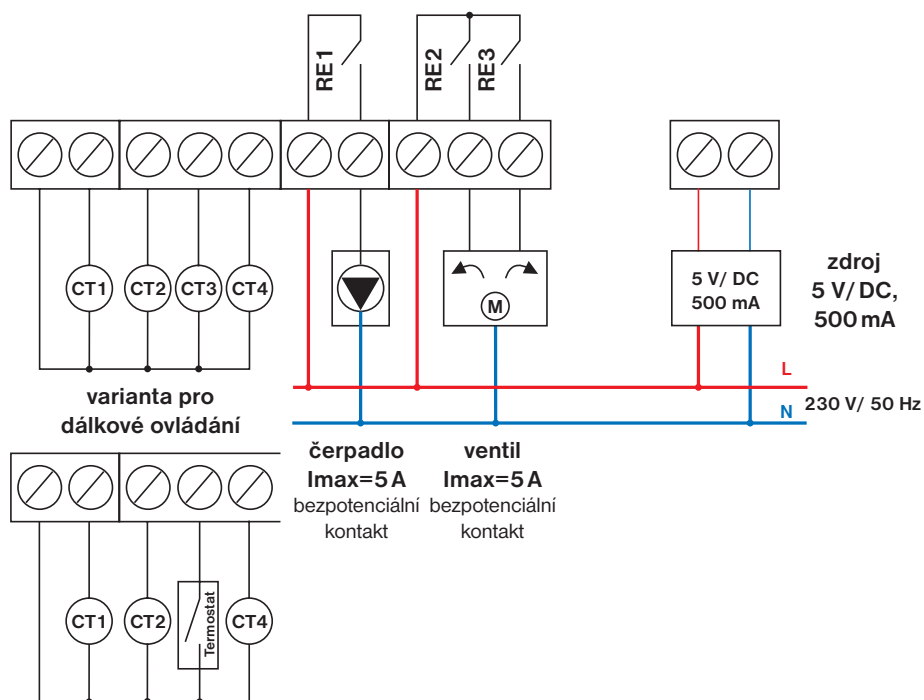 RE1
RE2
RE3
CT1
CT2
CT3
CT4
M
5 V/ DC
500 mA
zdroj
5 V/ DC,
500 mA
L
N
230 V/ 50 Hz
varianta pro
dálkové ovládání
čerpadlo
Imax=5 A
bezpotenciální
kontakt
ventil
Imax=5 A
bezpotenciální
kontakt
CT1
CT2
Termostat
CT4